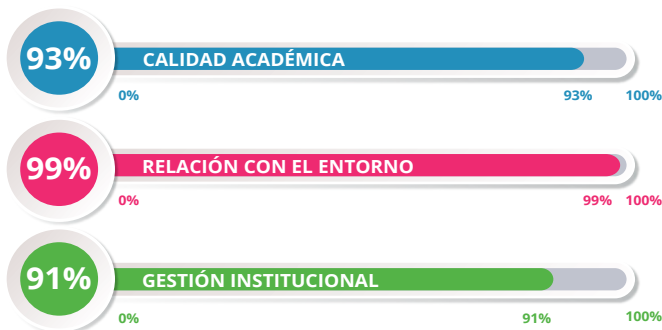 93% CALIDAD ACADÉMICA
0% 93% 100%
99% RELACIÓN CON EL ENTORNO
0% 99% 100%
91% GESTIÓN INSTITUCIONAL
0% 91% 100%